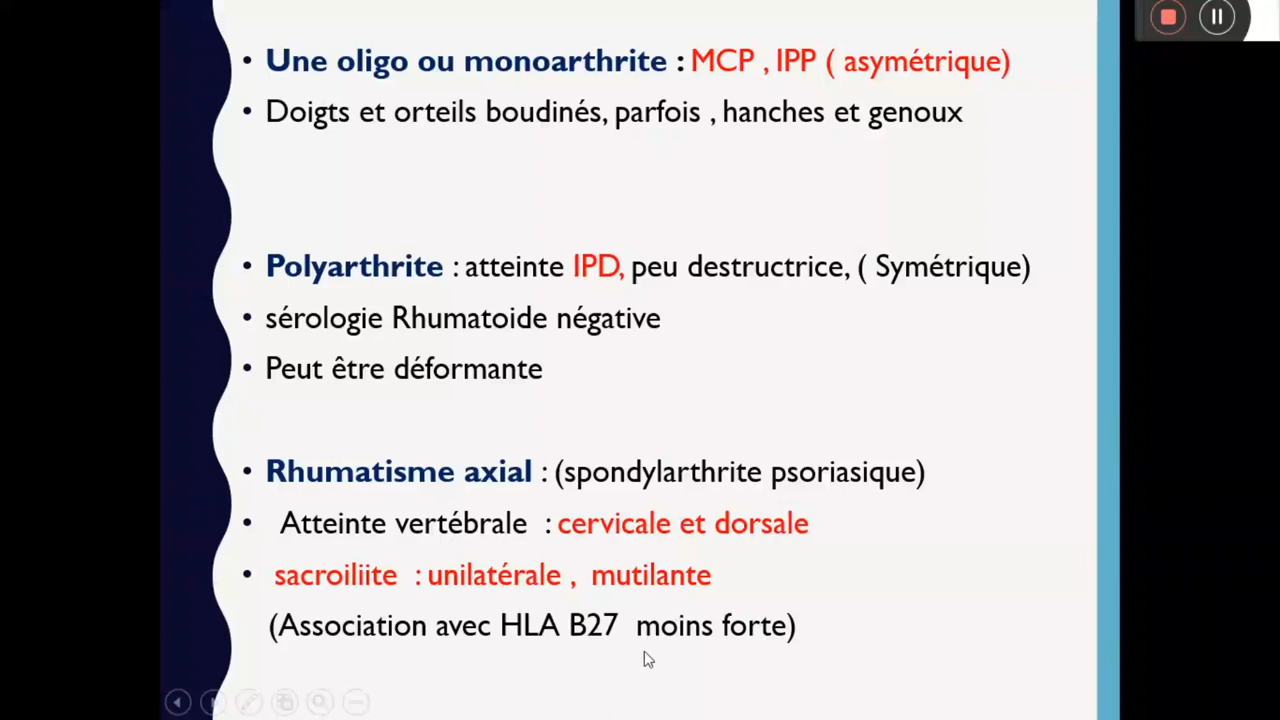 • Une oligo ou monoarthrite : MCP , IPP ( asymétrique)
• Doigts et orteils boudinés, parfois , hanches et genoux
• Polyarthrite : atteinte IPD, peu destructrice, ( Symétrique)
• sérologie Rhumatoide négative
• Peut être déformante
• Rhumatisme axial : (spondylarthrite psoriasique)
• Atteinte vertébrale : cervicale et dorsale
• sacroiliite : unilatérale , mutilante
(Association avec HLA B27 moins forte)